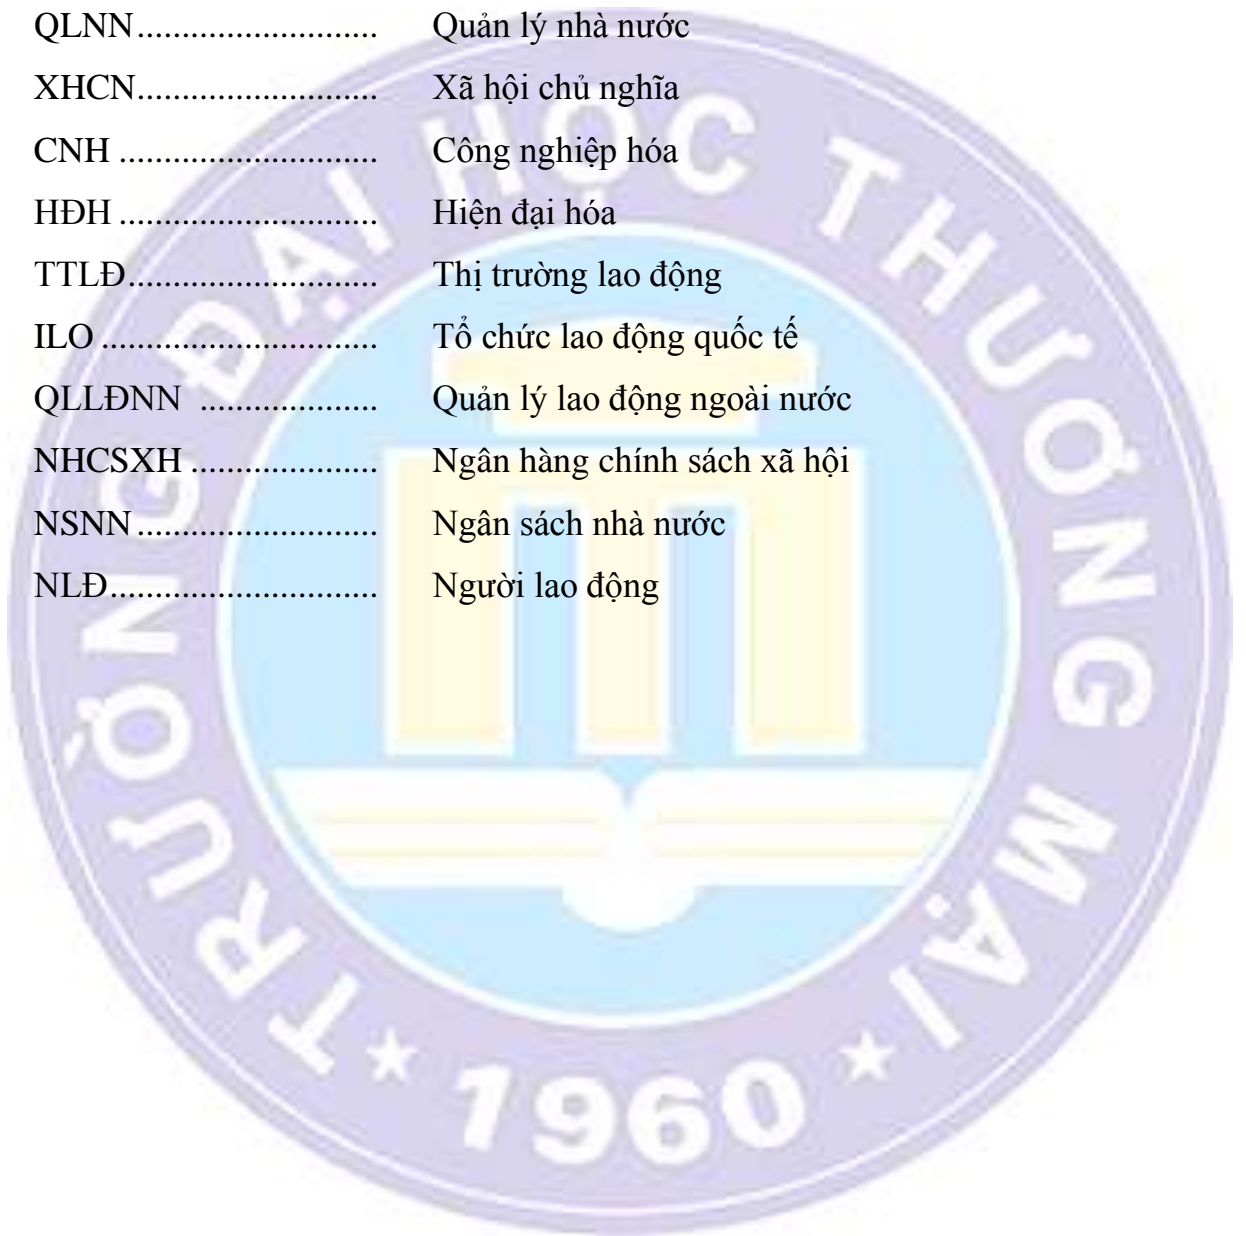 QLNN........................... Quản lý nhà nước
XHCN........................... Xã hội chủ nghĩa
CNH ............................. Công nghiệp hóa
HĐH ............................. Hiện đại hóa
TTLĐ............................ Thị trường lao động
ILO ............................... Tổ chức lao động quốc tế
QLLĐNN .................... Quản lý lao động ngoài nước
NHCSXH ..................... Ngân hàng chính sách xã hội
NSNN ........................... Ngân sách nhà nước
NLĐ.............................. Người lao động
TRƯỜNG ĐẠI HỌC THƯƠNG MẠI
1960